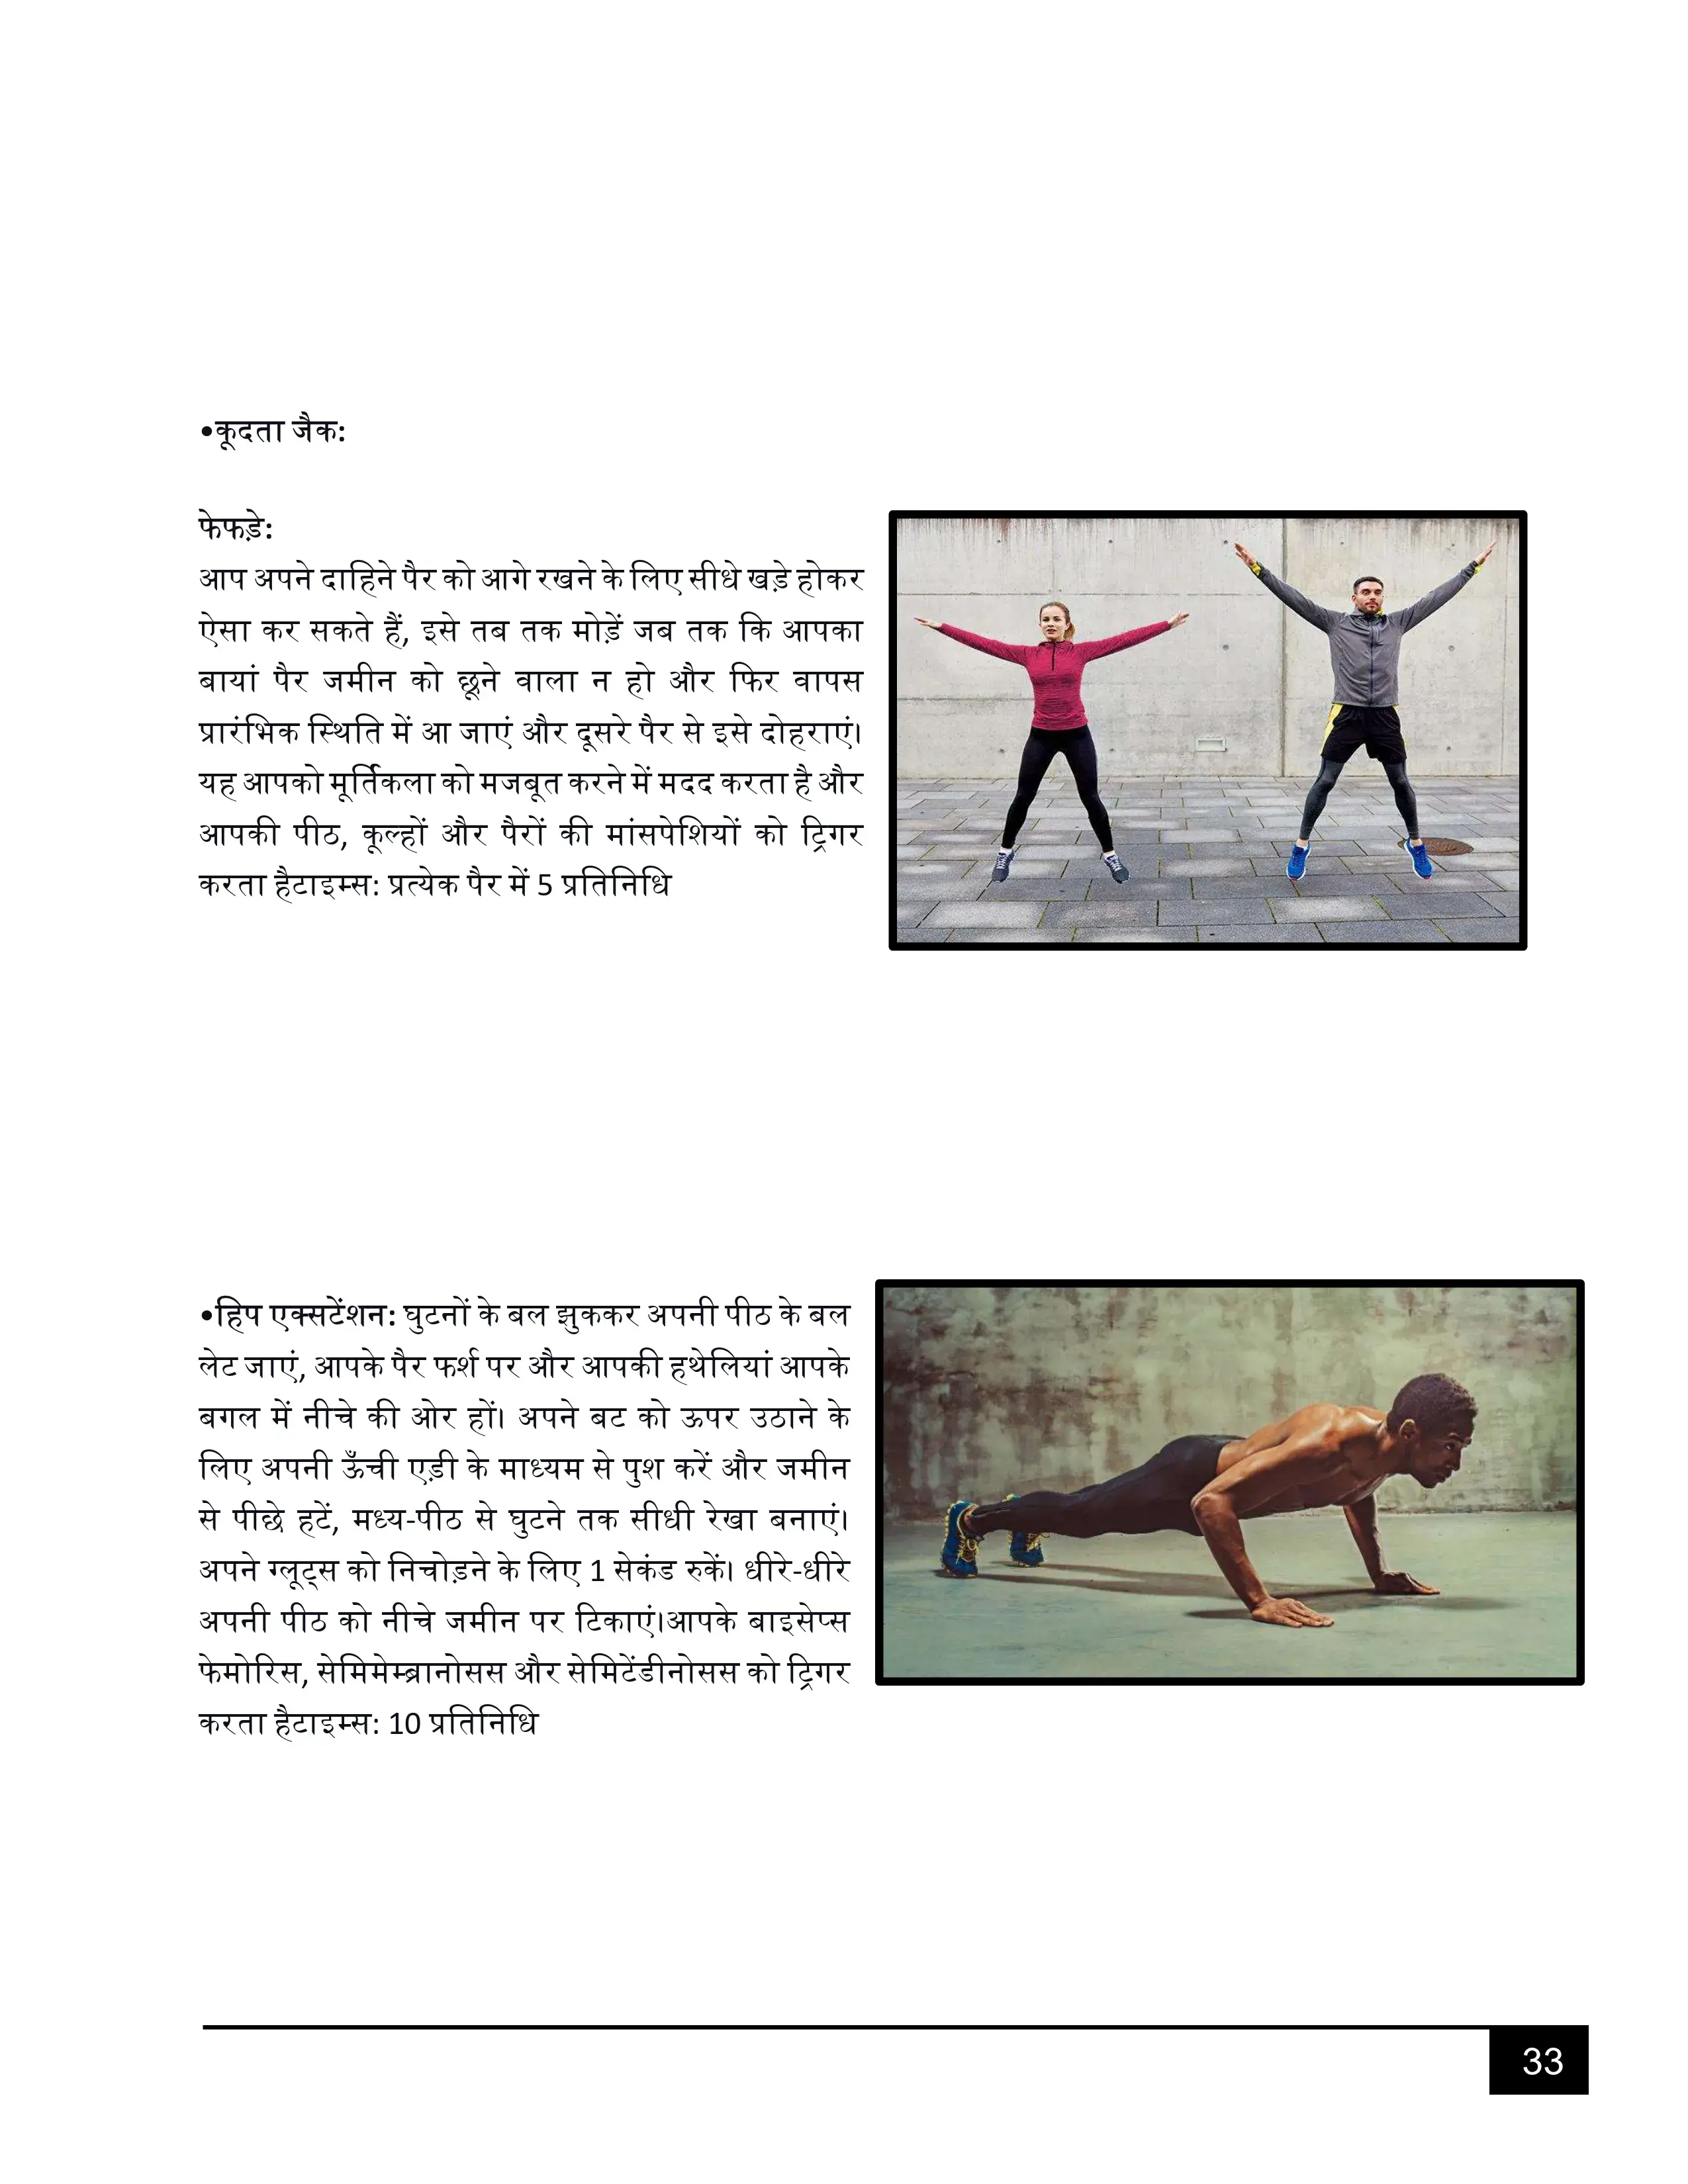 •कूदता जैक:
फेफड़े:
आप अपने दाहिने पैर को आगे रखने के लिए सीधे खड़े होकर
ऐसा कर सकते हैं, इसे तब तक मोड़ें जब तक कि आपका
बायां पैर जमीन को छूने वाला न हो और फिर वापस
प्रारंभिक स्थिति में आ जाएं और दूसरे पैर से इसे दोहराएं।
यह आपको मूर्तिकला को मजबूत करने में मदद करता है और
आपकी पीठ, कूल्हों और पैरों की मांसपेशियों को ट्रिगर
करता हैटाइम्स: प्रत्येक पैर में 5 प्रतिनिधि
•हिप एक्सटेंशन: घुटनों के बल झुककर अपनी पीठ के बल
लेट जाएं, आपके पैर फर्श पर और आपकी हथेलियां आपके
बगल में नीचे की ओर हों। अपने बट को ऊपर उठाने के
लिए अपनी ऊँची एड़ी के माध्यम से पुश करें और जमीन
से पीछे हटें, मध्य-पीठ से घुटने तक सीधी रेखा बनाएं।
अपने ग्लूट्स को निचोड़ने के लिए 1 सेकंड रुकें। धीरे-धीरे
अपनी पीठ को नीचे जमीन पर टिकाएं।आपके बाइसेप्स
फेमोरिस, सेमिमेम्ब्रानोसस और सेमिटेंडीनोसस को ट्रिगर
करता हैटाइम्स: 10 प्रतिनिधि
33